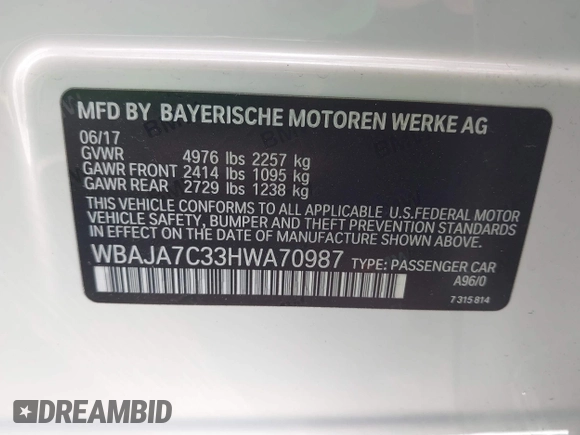 MFD BY BAYERISCHE MOTOREN WERKE AG
06/17
GVWR 4976 lbs 2257 kg
GAWR FRONT 2414 lbs 1095 kg
GAWR REAR 2729 lbs 1238 kg
THIS VEHICLE CONFORMS TO ALL APPLICABLE U.S.FEDERAL MOTOR
VEHICLE SAFETY, BUMPER AND THEFT PREVENTION STANDARDS
IN EFFECT ON THE DATE OF MANUFACTURE SHOWN ABOVE.
WBAJA7C33HWA70987 TYPE: PASSENGER CAR
A96/0
7 315 814
DREAMBID